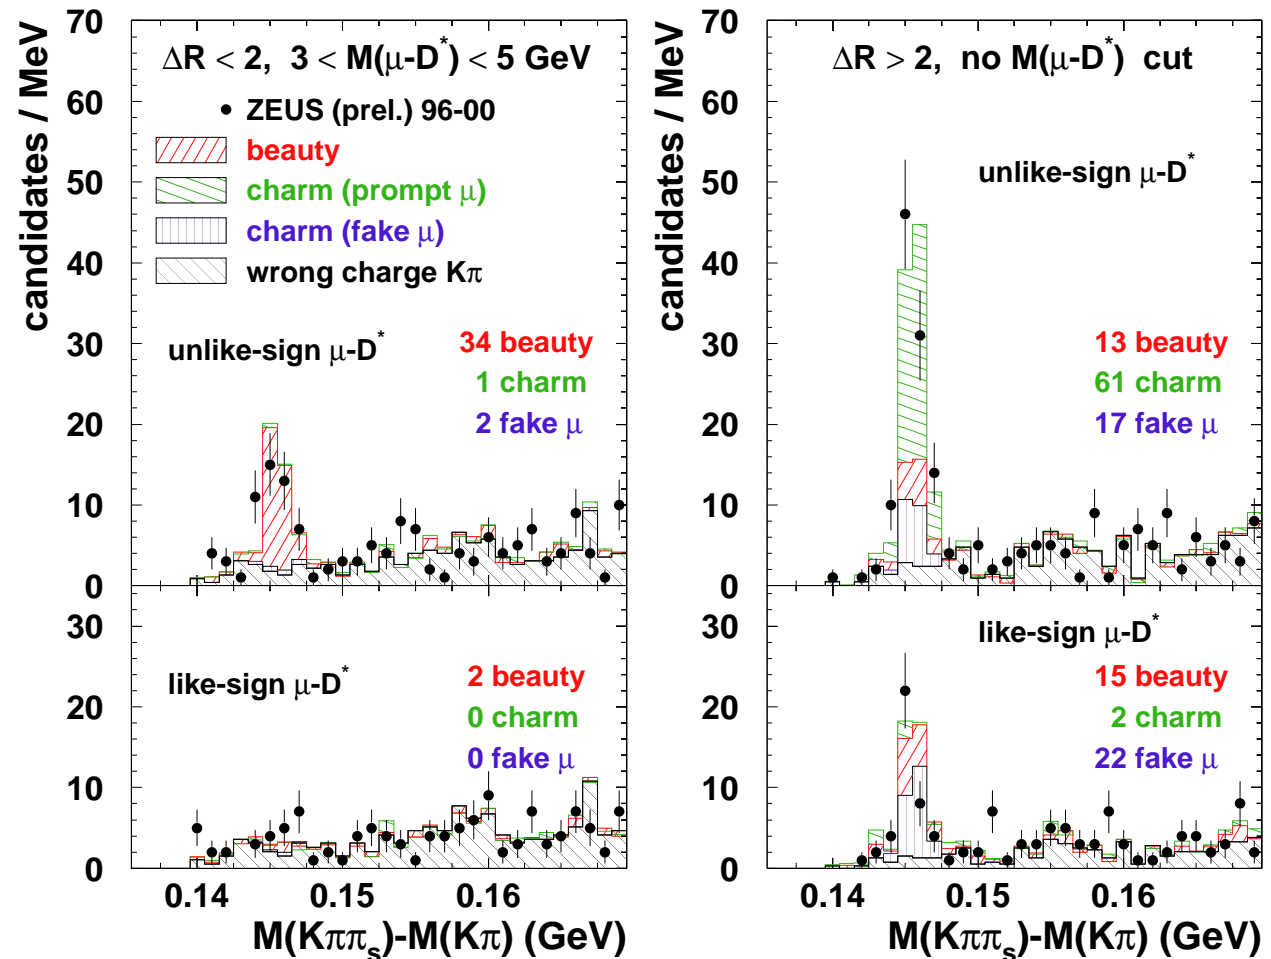 candidates / MeV
70
60
50
40
30
20
10
0
30
20
10
0
ΔR < 2, 3 < M(μ-D*) < 5 GeV
ZEUS (prel.) 96-00
beauty
charm (prompt μ)
charm (fake μ)
wrong charge Kπ
unlike-sign μ-D*
34 beauty
1 charm
2 fake μ
like-sign μ-D*
2 beauty
0 charm
0 fake μ
0.14 0.15 0.16
M(Kππs)-M(Kπ) (GeV)
candidates / MeV
70
60
50
40
30
20
10
0
30
20
10
0
ΔR > 2, no M(μ-D*) cut
unlike-sign μ-D*
13 beauty
61 charm
17 fake μ
like-sign μ-D*
15 beauty
2 charm
22 fake μ
0.14 0.15 0.16
M(Kππs)-M(Kπ) (GeV)